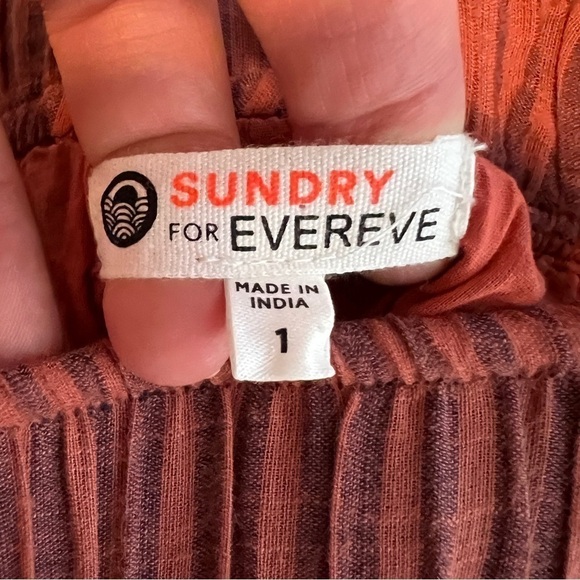 SUNDRY
FOR EVEREVE
MADE IN
INDIA
1